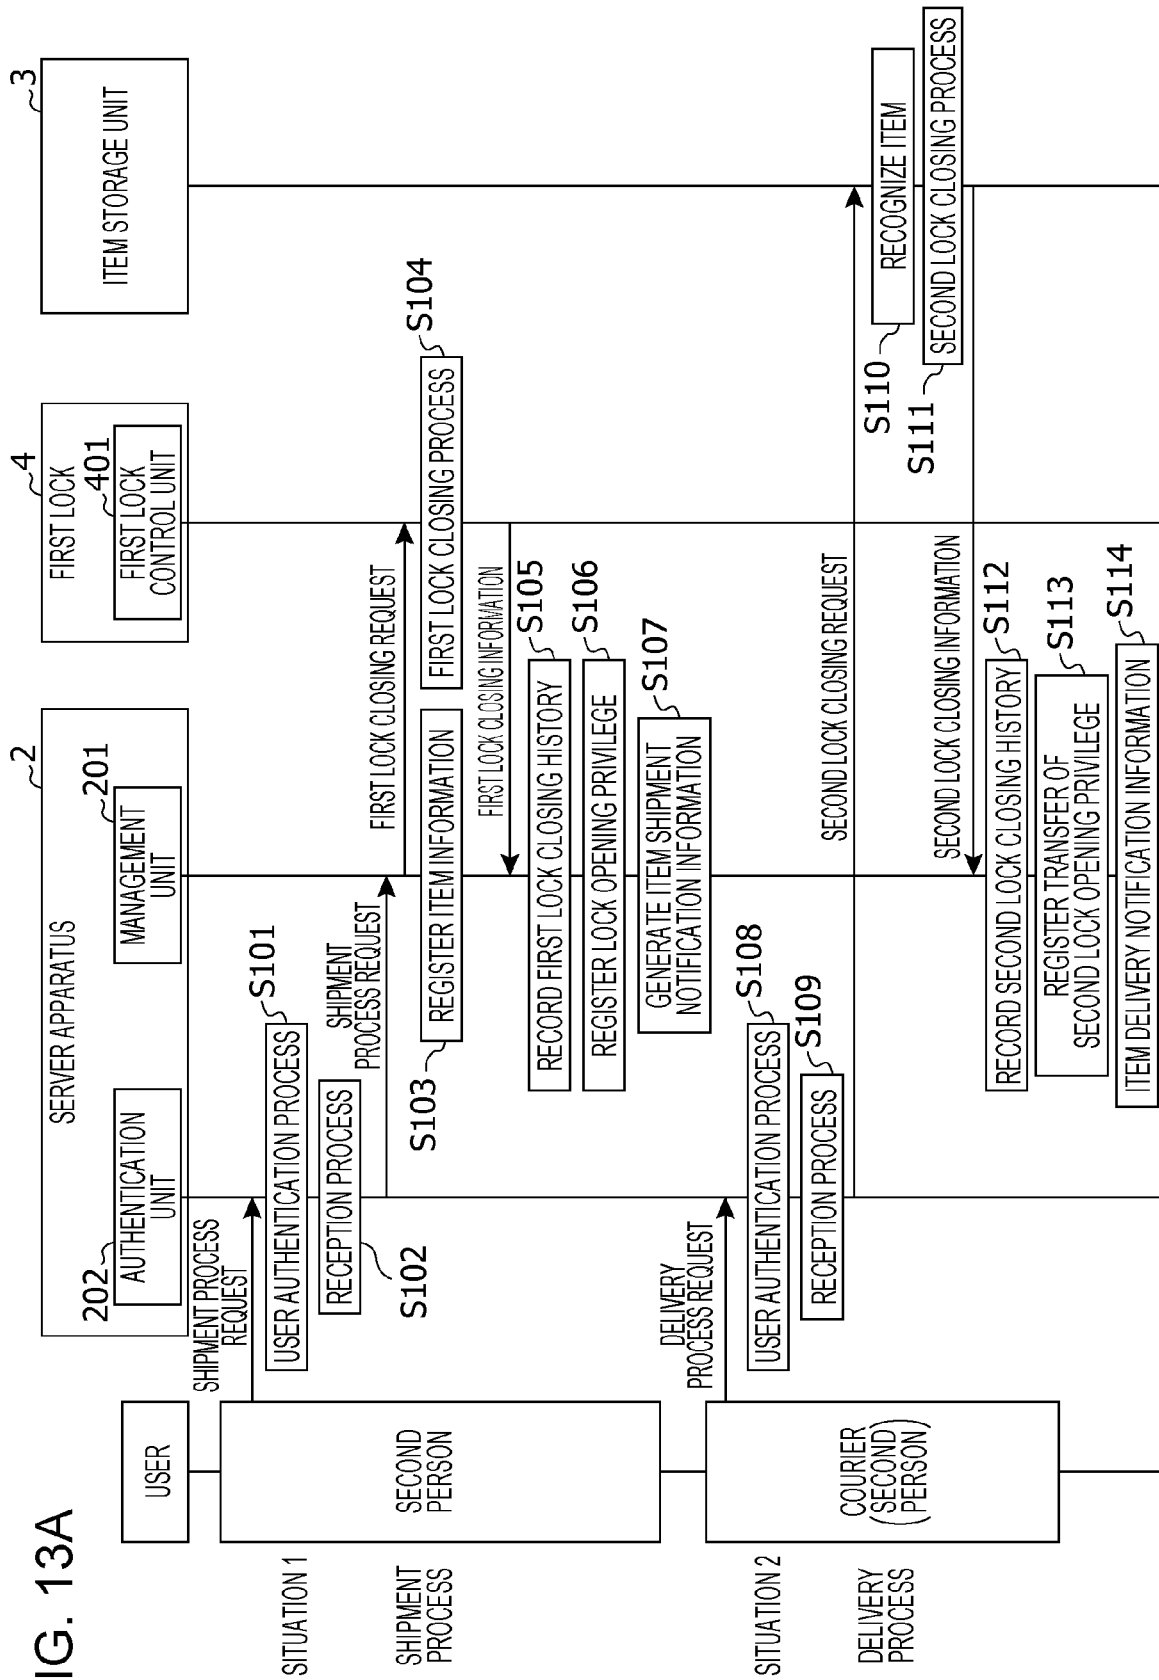 IG. 13A
USER
SERVER APPARATUS
2
202
AUTHENTICATION
UNIT
201
MANAGEMENT
UNIT
4
FIRST LOCK
401
FIRST LOCK
CONTROL UNIT
3
ITEM STORAGE UNIT
SITUATION 1
SHIPMENT
PROCESS
SECOND
PERSON
SHIPMENT PROCESS
REQUEST
USER AUTHENTICATION PROCESS
S101
RECEPTION PROCESS
S102
SHIPMENT
PROCESS REQUEST
FIRST LOCK CLOSING REQUEST
S103
REGISTER ITEM INFORMATION
FIRST LOCK CLOSING PROCESS
S104
FIRST LOCK CLOSING INFORMATION
RECORD FIRST LOCK CLOSING HISTORY
S105
REGISTER LOCK OPENING PRIVILEGE
S106
GENERATE ITEM SHIPMENT
NOTIFICATION INFORMATION
S107
SITUATION 2
DELIVERY
PROCESS
COURIER
(SECOND
PERSON)
DELIVERY
PROCESS REQUEST
USER AUTHENTICATION PROCESS
S108
RECEPTION PROCESS
S109
SECOND LOCK CLOSING REQUEST
S110
RECOGNIZE ITEM
S111
SECOND LOCK CLOSING PROCESS
SECOND LOCK CLOSING INFORMATION
RECORD SECOND LOCK CLOSING HISTORY
S112
REGISTER TRANSFER OF
SECOND LOCK OPENING PRIVILEGE
S113
ITEM DELIVERY NOTIFICATION INFORMATION
S114